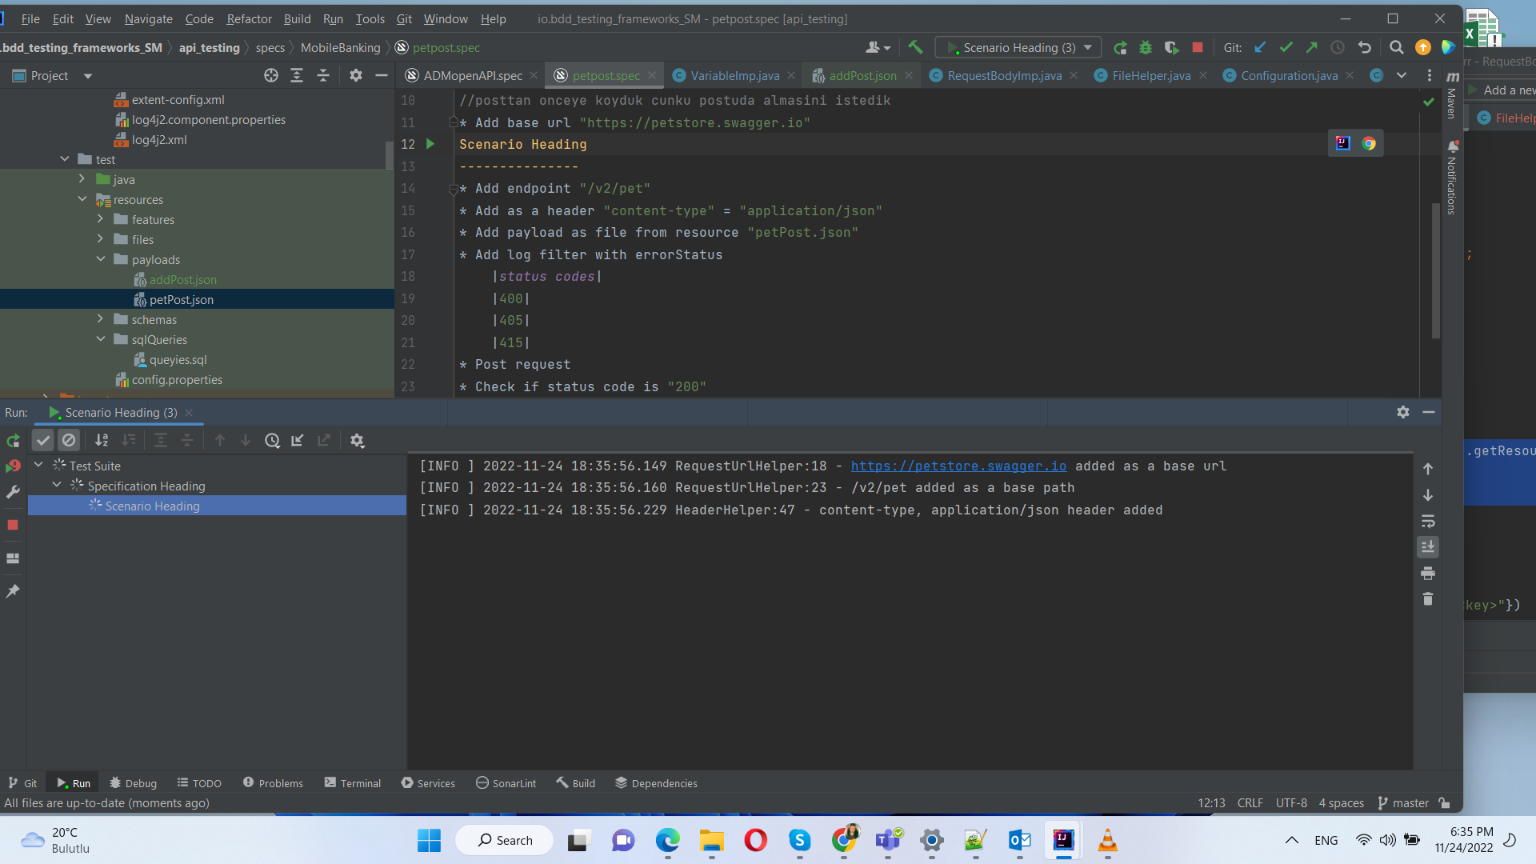 File Edit View Navigate Code Refactor Build Run Tools Git Window Help io.bdd_testing_frameworks_SM - petpost.spec [api_testing]
.bdd_testing_frameworks_SM api_testing specs MobileBanking petpost.spec Scenario Heading (3) Git:
Project ADMopenAPI.spec petpost.spec VariableImp.java addPost.json RequestBodyImp.java FileHelper.java Configuration.java
extent-config.xml
log4j2.component.properties
log4j2.xml
test
java
resources
features
files
payloads
addPost.json
petPost.json
schemas
sqlQueries
queyies.sql
config.properties
10 //posttan onceye koyduk cunku postuda almasini istedik
11 * Add base url "https://petstore.swagger.io"
12 Scenario Heading
13 ---------------
14 * Add endpoint "/v2/pet"
15 * Add as a header "content-type" = "application/json"
16 * Add payload as file from resource "petPost.json"
17 * Add log filter with errorStatus
18 |status codes|
19 |400|
20 |405|
21 |415|
22 * Post request
23 * Check if status code is "200"
Maven
Notifications
rr - RequestBo
Add a new
FileHelp
;
.getResou
key>"})
Run: Scenario Heading (3)
Test Suite
Specification Heading
Scenario Heading
[INFO ] 2022-11-24 18:35:56.149 RequestUrlHelper:18 - https://petstore.swagger.io added as a base url
[INFO ] 2022-11-24 18:35:56.160 RequestUrlHelper:23 - /v2/pet added as a base path
[INFO ] 2022-11-24 18:35:56.229 HeaderHelper:47 - content-type, application/json header added
Git Run Debug TODO Problems Terminal Services SonarLint Build Dependencies
All files are up-to-date (moments ago) 12:13 CRLF UTF-8 4 spaces master
20°C
Bulutlu
Search
ENG
6:35 PM
11/24/2022